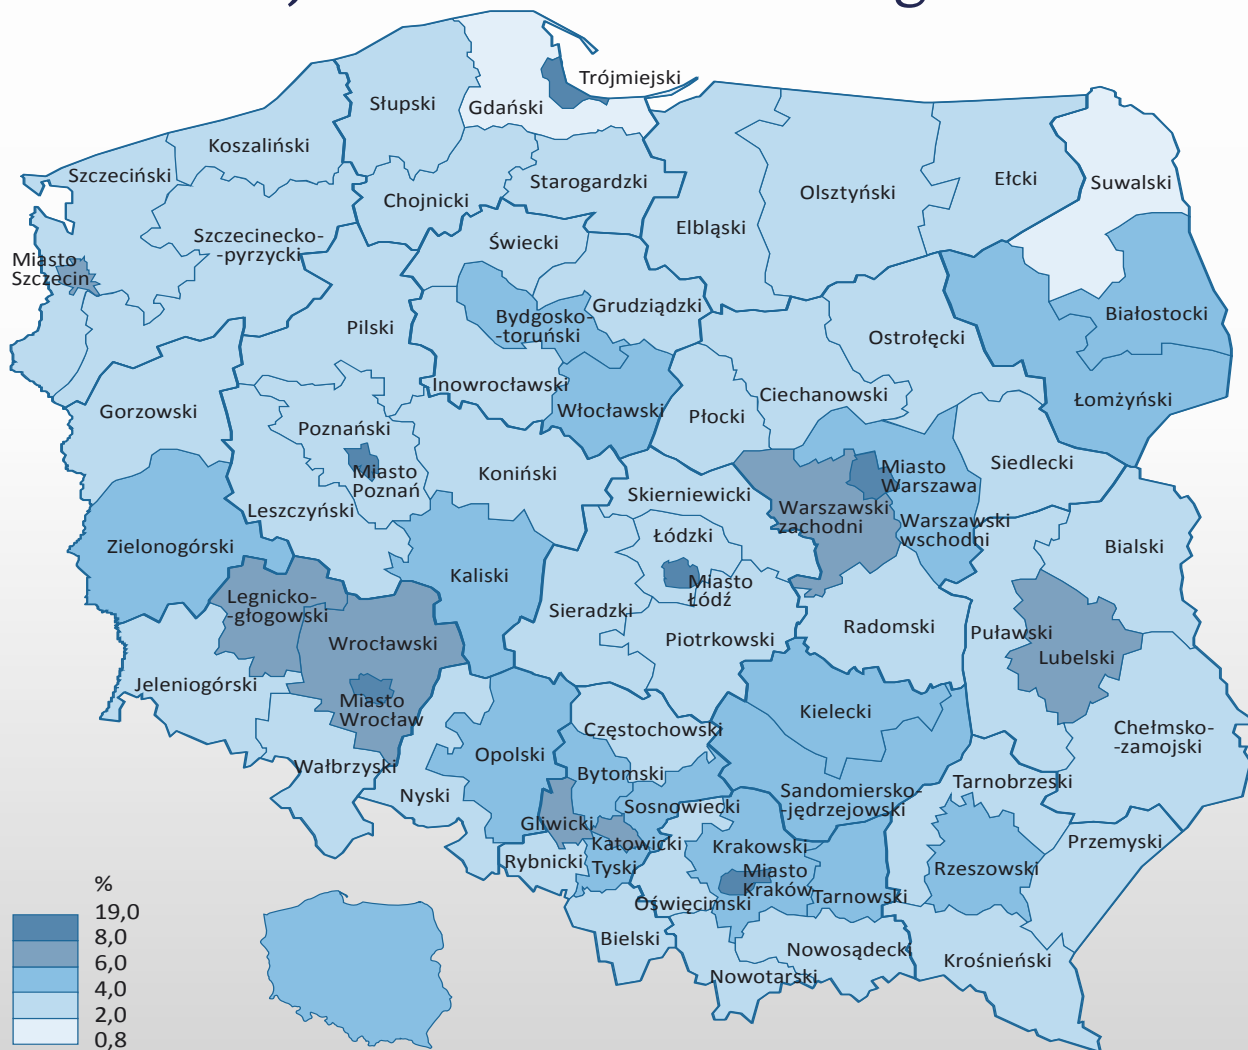 Trójmiejski
Słupski
Gdański
Koszaliński
Szczeciński
Starogardzki
Ełcki
Suwalski
Olsztyński
Chojnicki
Elbląski
Szczecinecko-
-pyrzycki
Świecki
Miasto
Szczecin
Grudziądzki
Bydgosko-
-toruński
Białostocki
Pilski
Ostrołęcki
Inowrocławski
Ciechanowski
Łomżyński
Gorzowski
Włocławski
Płocki
Poznański
Miasto
Poznań
Koniński
Siedlecki
Miasto
Warszawa
Skierniewicki
Leszczyński
Warszawski
zachodni
Warszawski
wschodni
Łódzki
Zielonogórski
Bialski
Kaliski
Miasto
Łódź
Legnicko-
-głogowski
Sieradzki
Radomski
Puławski
Wrocławski
Piotrkowski
Lubelski
Jeleniogórski
Miasto
Wrocław
Kielecki
Częstochowski
Chełmsko-
-zamojski
Opolski
Wałbrzyski
Bytomski
Tarnobrzeski
Nyski
Sosnowiecki
Sandomiersko-
-jędrzejowski
Gliwicki
Katowicki
Krakowski
Przemyski
Rybnicki
Tyski
Miasto
Kraków
Rzeszowski
Tarnowski
Oświęcimski
Bielski
Nowosądecki
Krośnieński
Nowotarski
%
19,0
8,0
6,0
4,0
2,0
0,8